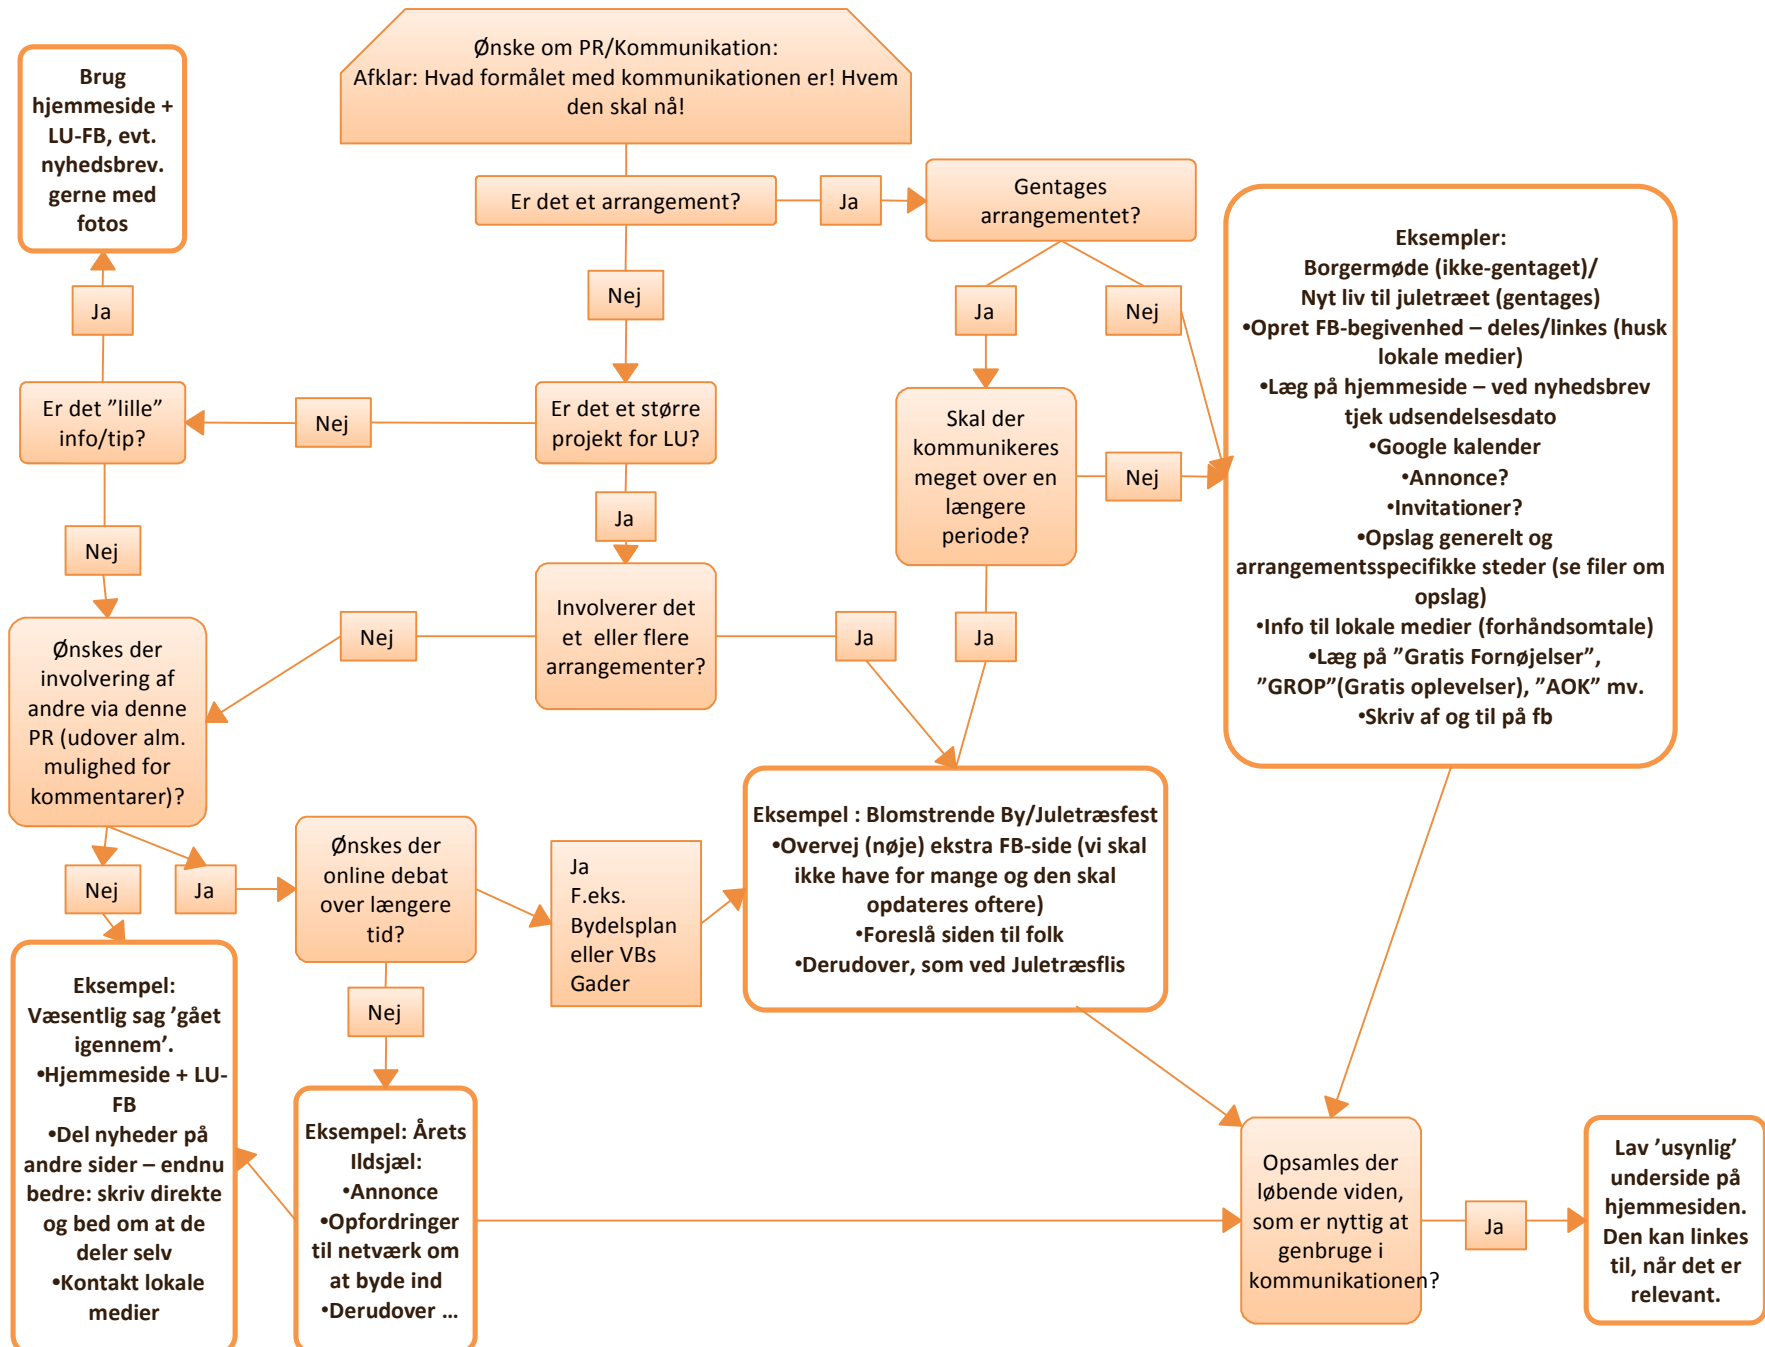 Ønske om PR/Kommunikation:
Afklar: Hvad formålet med kommunikationen er! Hvem
den skal nå!
Brug
hjemmeside +
LU-FB, evt.
nyhedsbrev.
gerne med
fotos
Er det et arrangement?
Ja
Gentages
arrangementet?
Ja
Nej
Ja
Nej
Er det ”lille”
info/tip?
Nej
Er det et større
projekt for LU?
Skal der
kommunikeres
meget over en
længere
periode?
Nej
Eksempler:
Borgermøde (ikke-gentaget)/
Nyt liv til juletræet (gentages)
•Opret FB-begivenhed – deles/linkes (husk
lokale medier)
•Læg på hjemmeside – ved nyhedsbrev
tjek udsendelsesdato
•Google kalender
•Annonce?
•Invitationer?
•Opslag generelt og
arrangementsspecifikke steder (se filer om
opslag)
•Info til lokale medier (forhåndsomtale)
•Læg på ”Gratis Fornøjelser”,
”GROP”(Gratis oplevelser), ”AOK” mv.
•Skriv af og til på fb
Nej
Ja
Ønskes der
involvering af
andre via denne
PR (udover alm.
mulighed for
kommentarer)?
Nej
Involverer det
et  eller flere
arrangementer?
Ja
Ja
Nej
Ja
Ønskes der
online debat
over længere
tid?
Ja
F.eks.
Bydelsplan
eller VBs
Gader
Eksempel : Blomstrende By/Juletræsfest
•Overvej (nøje) ekstra FB-side (vi skal
ikke have for mange og den skal
opdateres oftere)
•Foreslå siden til folk
•Derudover, som ved Juletræsflis
Nej
Eksempel:
Væsentlig sag ’gået
igennem’.
•Hjemmeside + LU-
FB
•Del nyheder på
andre sider – endnu
bedre: skriv direkte
og bed om at de
deler selv
•Kontakt lokale
medier
Eksempel: Årets
Ildsjæl:
•Annonce
•Opfordringer
til netværk om
at byde ind
•Derudover …
Opsamles der
løbende viden,
som er nyttig at
genbruge i
kommunikationen?
Ja
Lav ’usynlig’
underside på
hjemmesiden.
Den kan linkes
til, når det er
relevant.